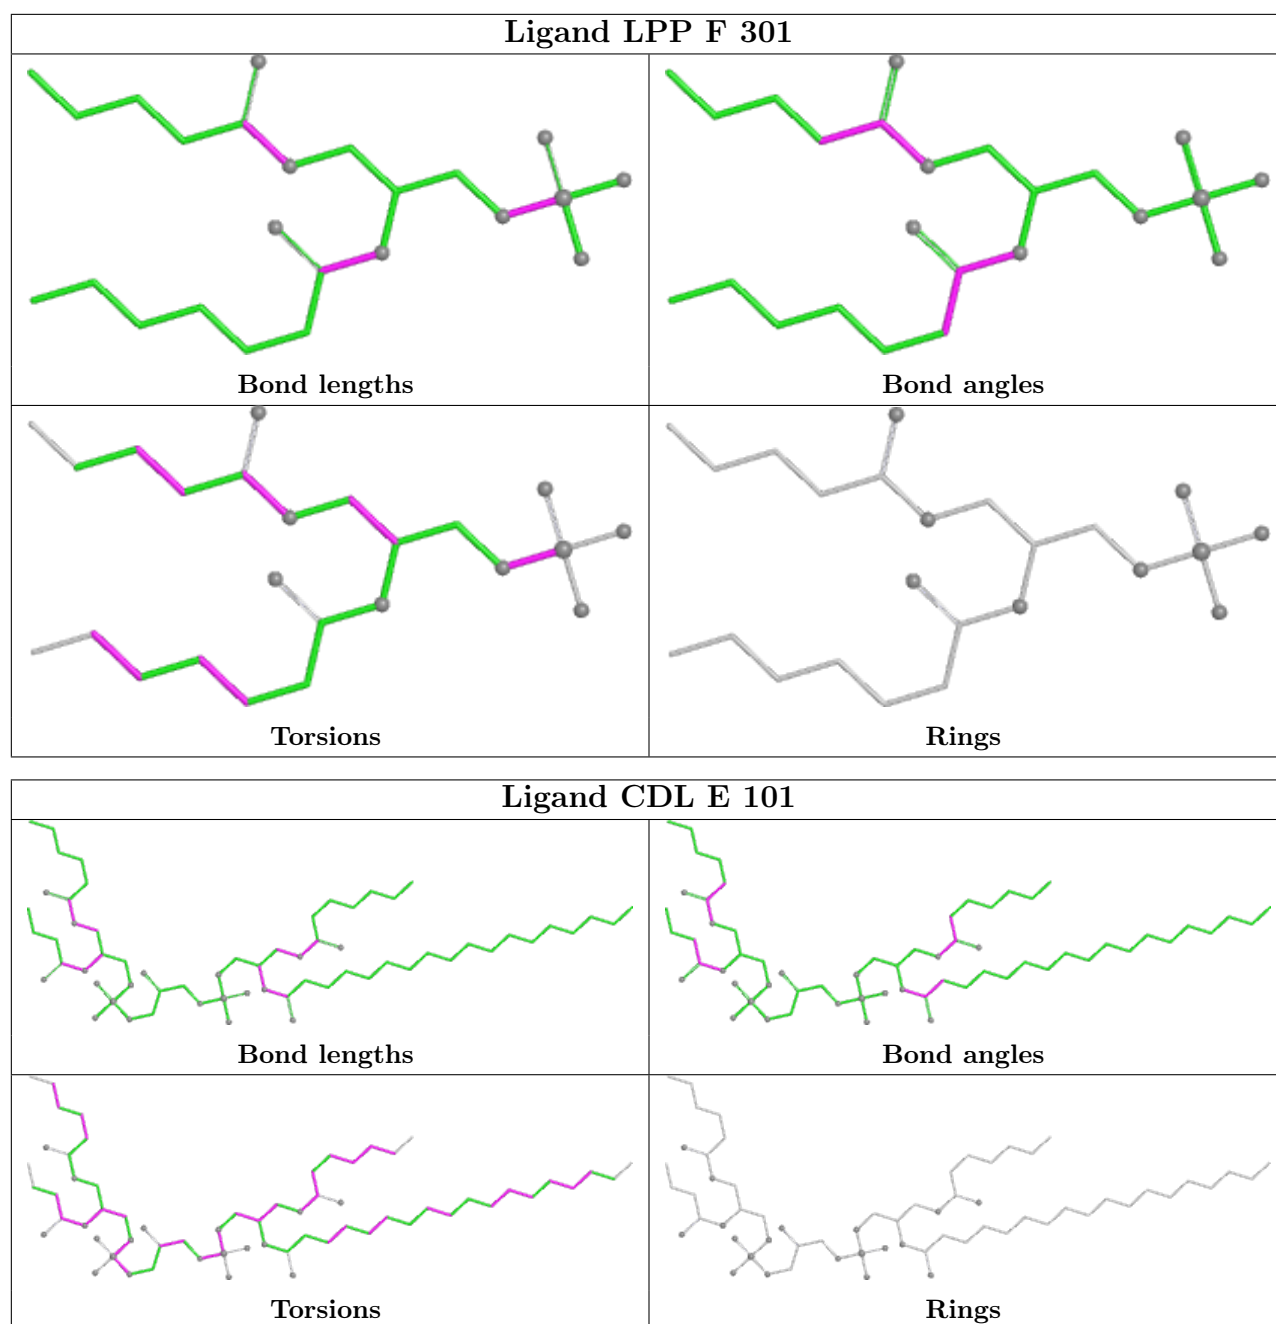 Ligand LPP F 301
Bond lengths
Bond angles
Torsions
Rings
Ligand CDL E 101
Bond lengths
Bond angles
Torsions
Rings